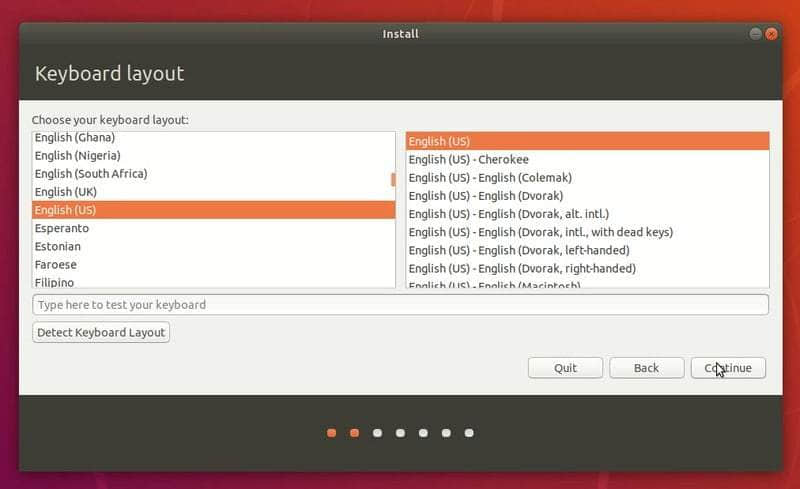 Install
Keyboard layout
Choose your keyboard layout:
English (Ghana)
English (Nigeria)
English (South Africa)
English (UK)
English (US)
Esperanto
Estonian
Faroese
Filipino
English (US)
English (US) - Cherokee
English (US) - English (Colemak)
English (US) - English (Dvorak)
English (US) - English (Dvorak, alt. intl.)
English (US) - English (Dvorak, intl., with dead keys)
English (US) - English (Dvorak, left-handed)
English (US) - English (Dvorak, right-handed)
English (US) - English (Macintosh)
Type here to test your keyboard
Detect Keyboard Layout
Quit
Back
Continue